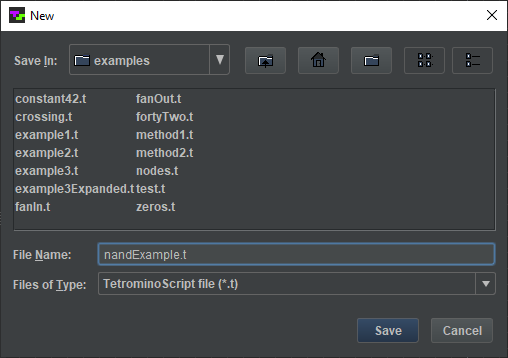 New
Save In: examples
constant42.t fanOut.t
crossing.t fortyTwo.t
example1.t method1.t
example2.t method2.t
example3.t nodes.t
example3Expanded.t test.t
fanIn.t zeros.t
File Name: nandExample.t
Files of Type: TetrominoScript file (*.t)
Save Cancel